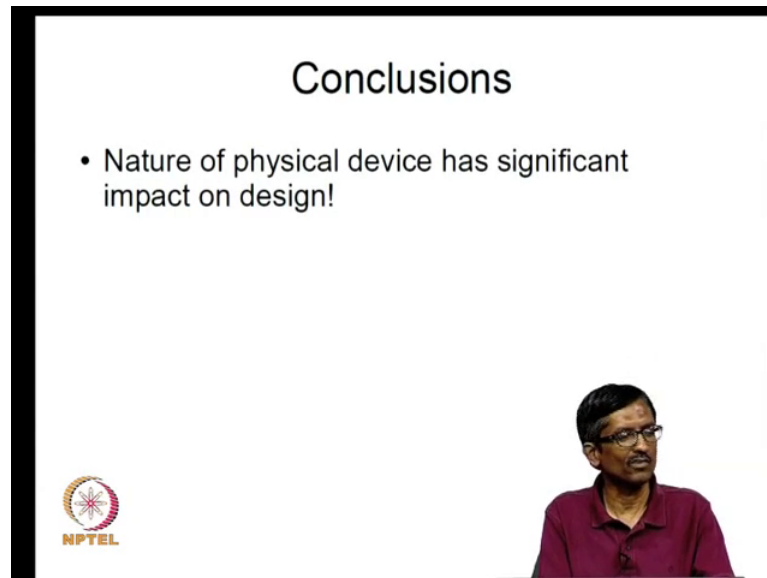 Conclusions
• Nature of physical device has significant
impact on design!
NPTEL